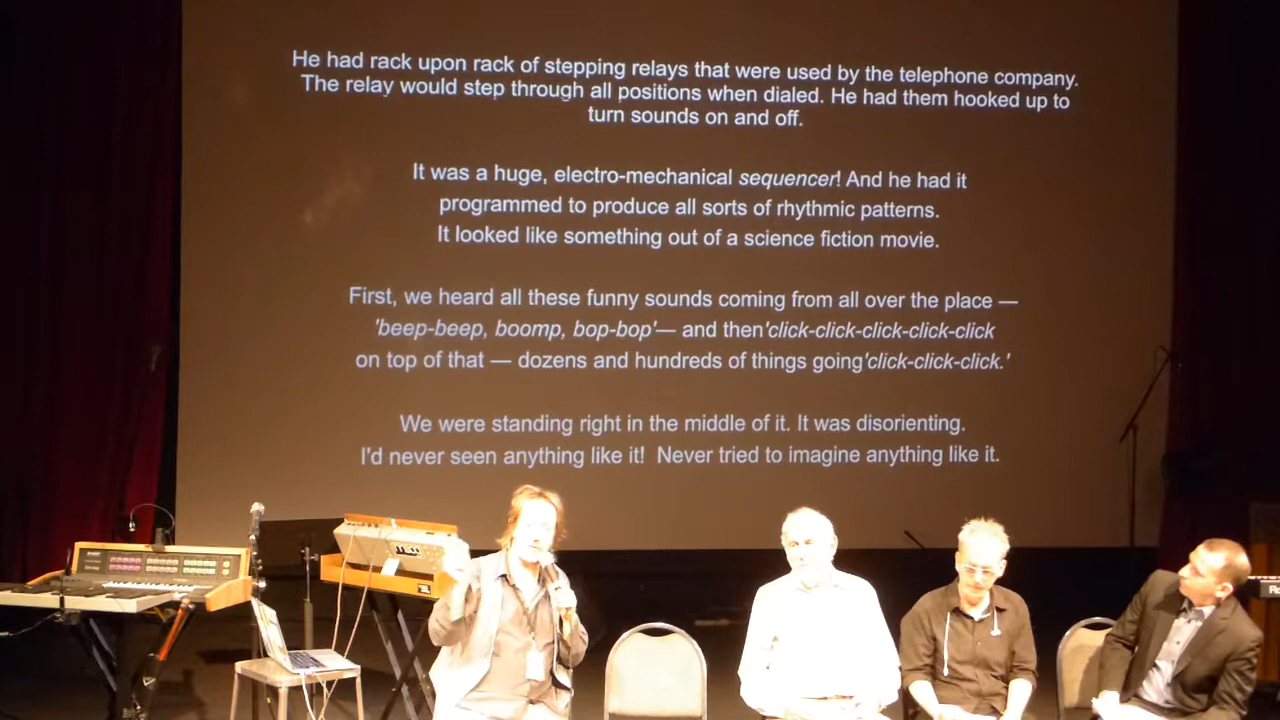 He had rack upon rack of stepping relays that were used by the telephone company.
The relay would step through all positions when dialed. He had them hooked up to
turn sounds on and off.
It was a huge, electro-mechanical sequencer! And he had it
programmed to produce all sorts of rhythmic patterns.
It looked like something out of a science fiction movie.
First, we heard all these funny sounds coming from all over the place —
'beep-beep, boomp, bop-bop'— and then'click-click-click-click-click
on top of that — dozens and hundreds of things going'click-click-click.'
We were standing right in the middle of it. It was disorienting.
I'd never seen anything like it! Never tried to imagine anything like it.